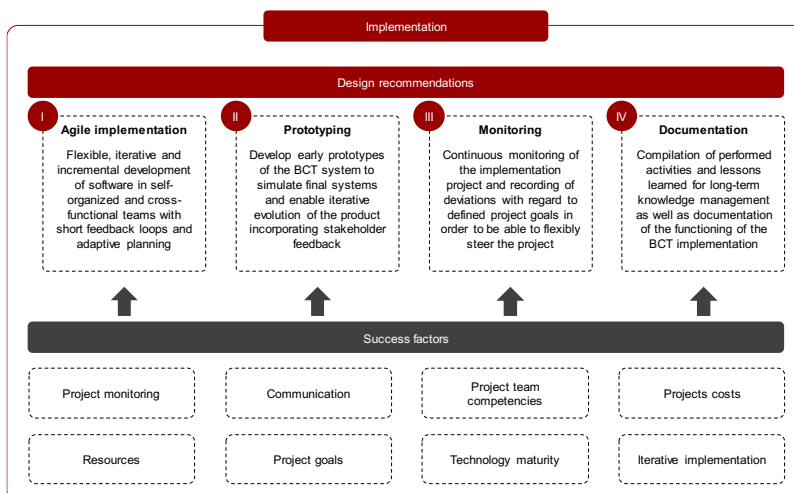 Implementation
Design recommendations
I
Agile implementation
Flexible, iterative and
incremental development
of software in self-
organized and cross-
functional teams with
short feedback loops and
adaptive planning
II
Prototyping
Develop early prototypes
of the BCT system to
simulate final systems
and enable iterative
evolution of the product
incorporating stakeholder
feedback
III
Monitoring
Continuous monitoring of
the implementation
project and recording of
deviations with regard to
defined project goals in
order to be able to flexibly
steer the project
IV
Documentation
Compilation of performed
activities and lessons
learned for long-term
knowledge management
as well as documentation
of the functioning of the
BCT implementation
Success factors
Project monitoring
Communication
Project team
competencies
Projects costs
Resources
Project goals
Technology maturity
Iterative implementation